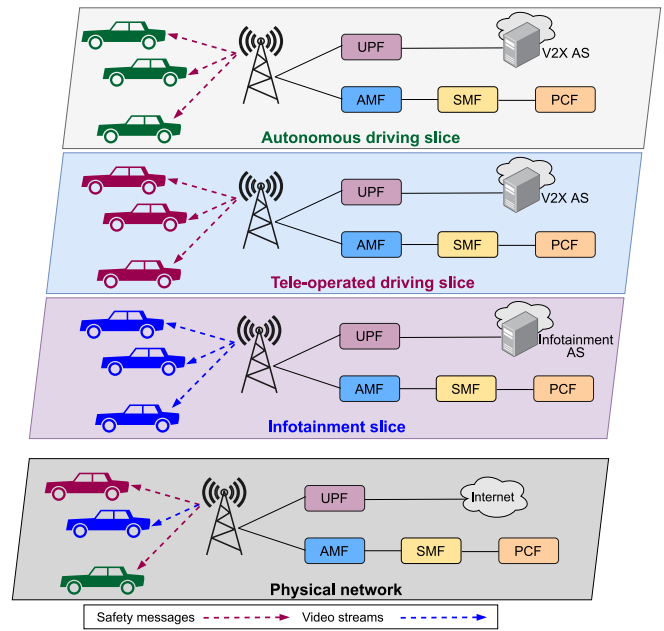 UPF
V2X AS
AMF
SMF
PCF
Autonomous driving slice
UPF
V2X AS
AMF
SMF
PCF
Tele-operated driving slice
UPF
Infotainment
AS
AMF
SMF
PCF
Infotainment slice
UPF
Internet
AMF
SMF
PCF
Physical network
Safety messages
Video streams